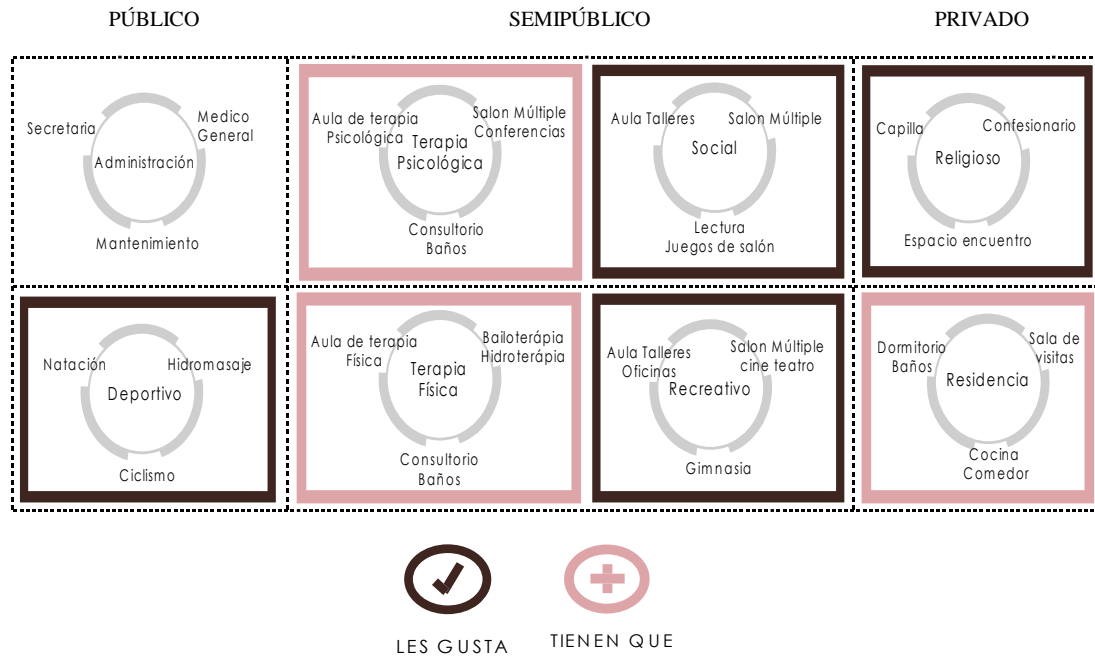 PÚBLICO
SEMIPÚBLICO
PRIVADO
Secretaria
Medico
General
Administración
Mantenimiento
Aula de terapia
Psicológica
Salon Múltiple
Conferencias
Terapia
Psicológica
Consultorio
Baños
Aula Talleres
Salon Múltiple
Social
Lectura
Juegos de salón
Capilla
Confesionario
Religioso
Espacio encuentro
Natación
Hidromasaje
Deportivo
Ciclismo
Aula de terapia
Física
Bailoterápia
Hidroterápia
Terapia
Física
Consultorio
Baños
Aula Talleres
Oficinas
Salon Múltiple
cine teatro
Recreativo
Gimnasia
Dormitorio
Baños
Sala de
visitas
Residencia
Cocina
Comedor
LES GUSTA
TIENEN QUE